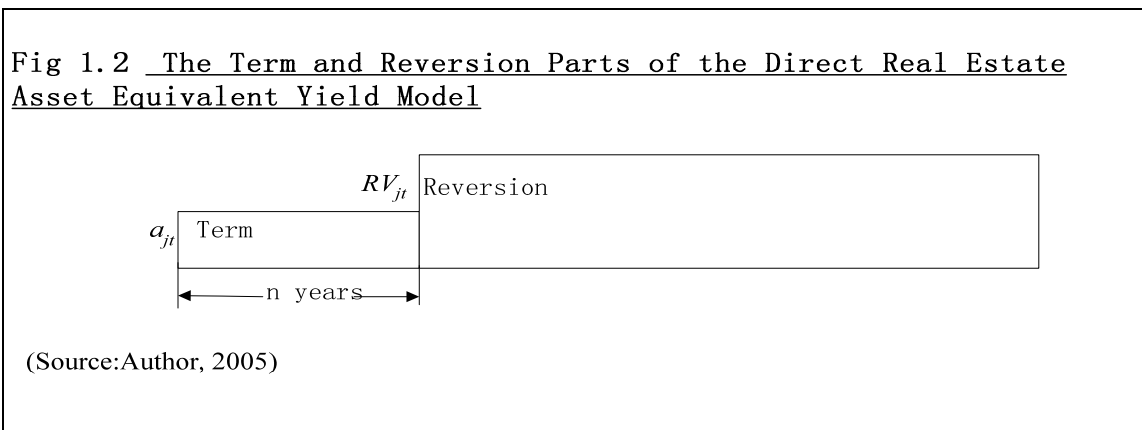 Fig 1.2 The Term and Reversion Parts of the Direct Real Estate
Asset Equivalent Yield Model
RV_jt Reversion
a_jt Term
n years
(Source:Author, 2005)